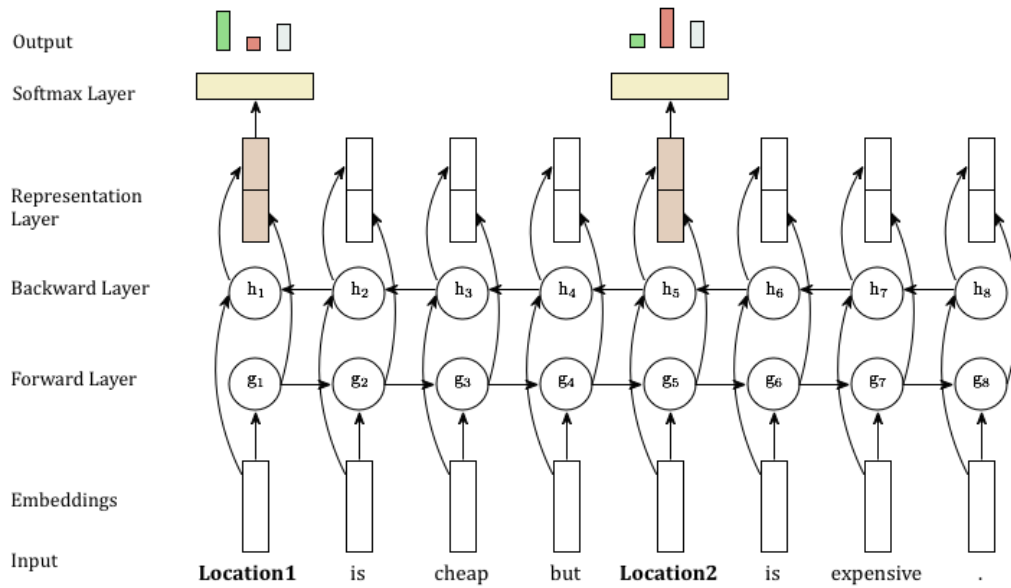 Output
Softmax Layer
Representation
Layer
Backward Layer
h₁ h₂ h₃ h₄ h₅ h₆ h₇ h₈
Forward Layer
g₁ g₂ g₃ g₄ g₅ g₆ g₇ g₈
Embeddings
Input
Location1 is cheap but Location2 is expensive .